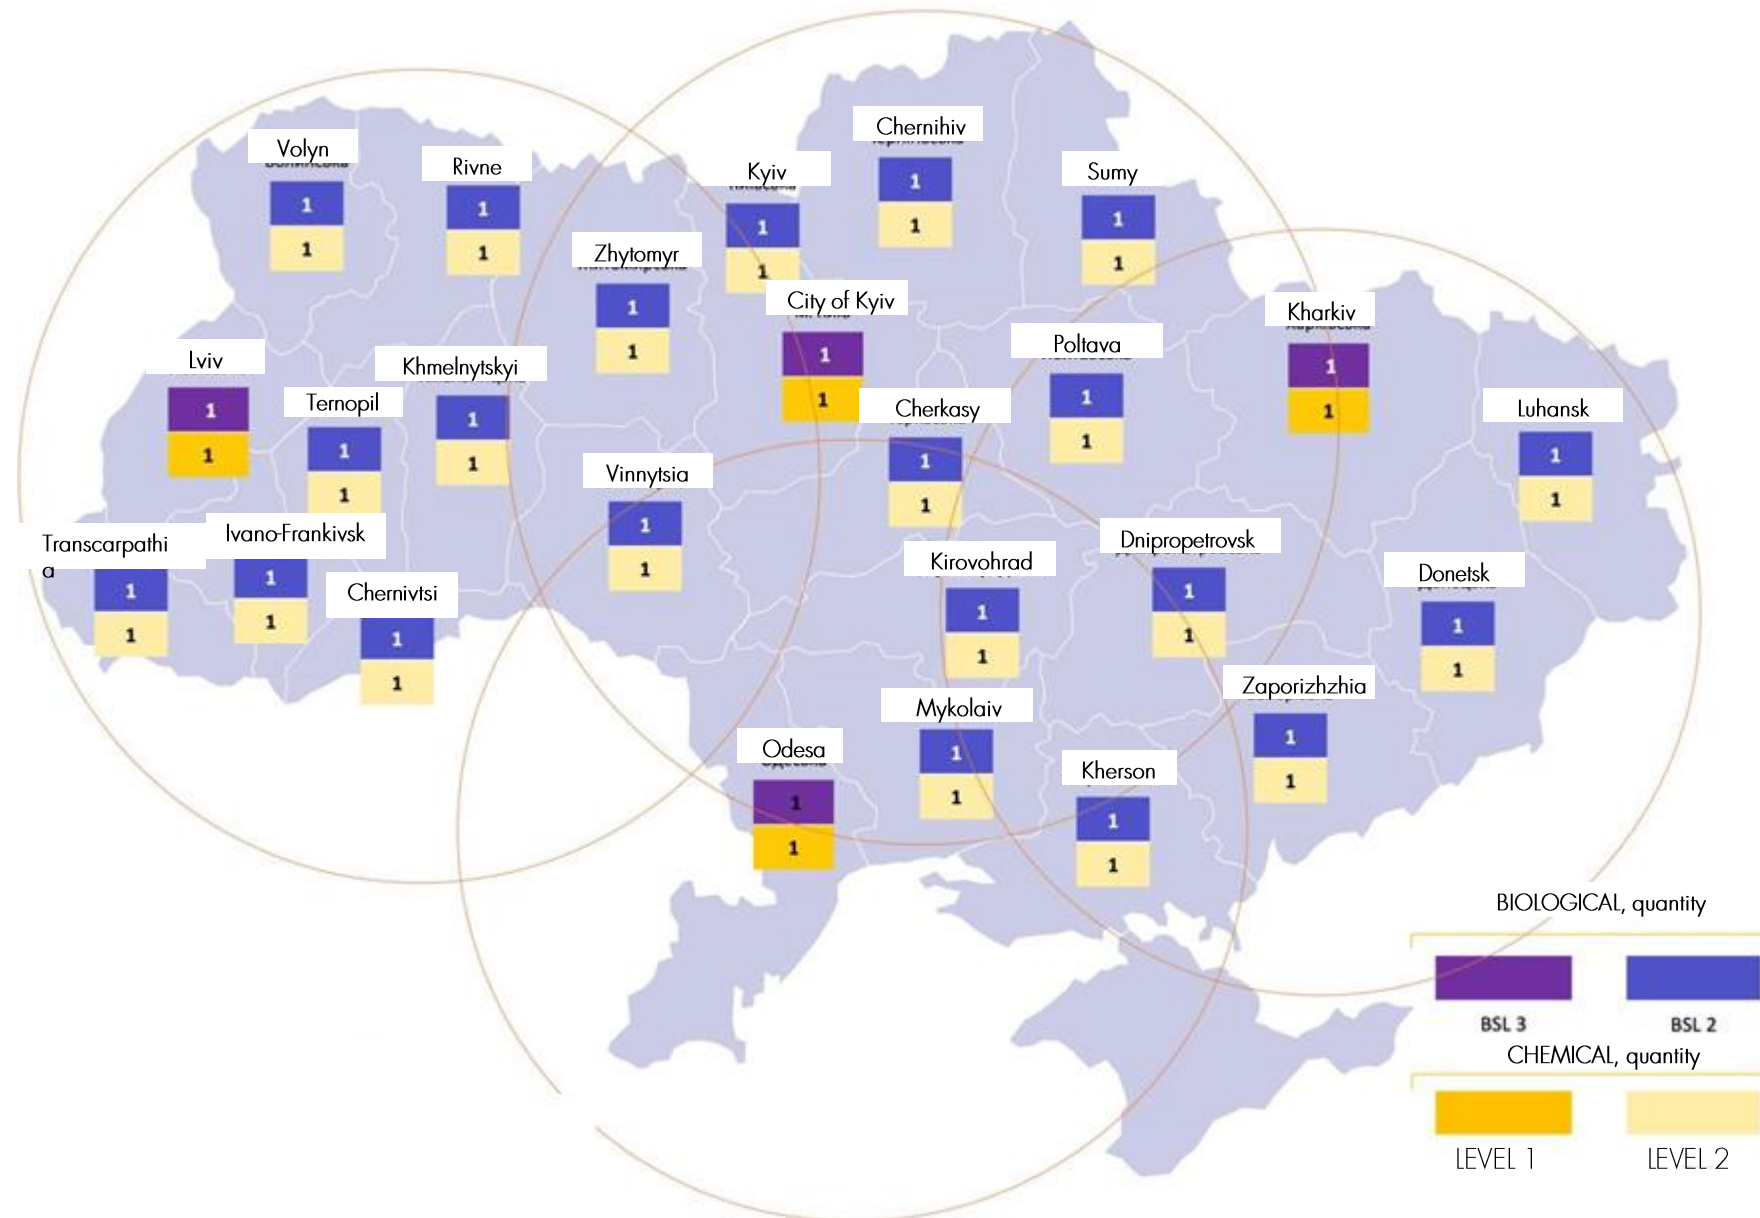 Chernihiv
1
1
Volyn
1
1
Rivne
1
1
Kyiv
1
1
Sumy
1
1
Zhytomyr
1
1
City of Kyiv
1
1
Kharkiv
1
1
Poltava
1
1
Lviv
1
1
Khmelnytskyi
1
1
Ternopil
1
1
Cherkasy
1
1
Luhansk
1
1
Vinnytsia
1
1
Transcarpathi
a
1
1
Ivano-Frankivsk
1
1
Chernivtsi
1
1
Kirovohrad
1
1
Dnipropetrovsk
1
1
Donetsk
1
1
Zaporizhzhia
1
1
Mykolaiv
1
1
Odesa
1
1
Kherson
1
1
BIOLOGICAL, quantity
BSL 3
BSL 2
CHEMICAL, quantity
LEVEL 1
LEVEL 2